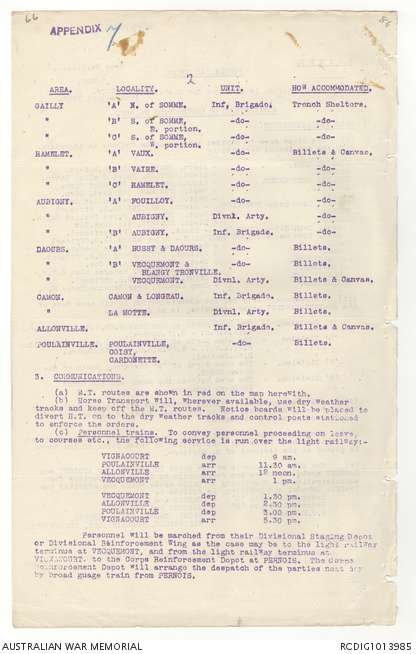 66
86
APPENDIX 7
2
AREA. LOCALITY. UNIT. HOW ACCOMMODATED.
GAILLY 'A' N. of SOMME. Inf. Brigade. Trench Shelters.
" 'B' S. of SOMME, -do- -do-
E. portion.
" 'C' S. of SOMME, -do- -do-
W. portion.
HAMELET. 'A' VAUX. -do- Billets & Canvas.
" 'B' VAIRE. -do- -do-
" 'C' HAMELET. -do- -do-
AUBIGNY. 'A' FOUILLOY. -do- -do-
" AUBIGNY. Divnl. Arty. -do-
" 'B' AUBIGNY. Inf. Brigade. -do-
DAOURS. 'A' BUSSY & DAOURS. -do- Billets.
" 'B' VECQUEMONT & -do- Billets.
BLANGY TRONVILLE.
" VECQUEMONT. Divnl. Arty. Billets & Canvas.
CAMON. CAMON & LONGEAU. Inf. Brigade. Billets.
" LA MOTTE. Divnl. Arty. Billets.
ALLONVILLE. Inf. Brigade. Billets & Canvas.
POULAINVILLE. POULAINVILLE. -do- Billets.
COISY.
CARDONETTE.
3. COMMUNICATIONS.
(a) M.T. routes are shown in red on the map herewith.
(b) Horse Transport will, wherever available, use dry weather
tracks and keep off the M.T. routes. Notice boards will be placed to
divert H.T. on to the dry weather tracks and control posts stationed
to enforce the orders.
(c) Personnel trains. To convey personnel proceeding on leave,
to courses etc., the following service is run over the light railway:-
VIGNACOURT dep 9 am.
POULAINVILLE arr 11.30 am.
ALLONVILLE arr 12 noon.
VECQUEMONT arr 1 pm.
VECQUEMONT dep 1.30 pm.
ALLONVILLE arr 2.30 pm.
POULAINVILLE arr 3.00 pm.
VIGNACOURT arr 5.30 pm.
Personnel will be marched from their Divisional Staging Depot
or Divisional Reinforcement Wing as the case may be to the light railway
terminus at VECQUEMONT, and from the light railway terminus at
VIGNACOURT, to the Corps Reinforcement Depot at PERNOIS. The Corps
Reinforcement Depot will arrange the despatch of the parties next day
by broad guage train from PERNOIS.
AUSTRALIAN WAR MEMORIAL RCDIG1013985